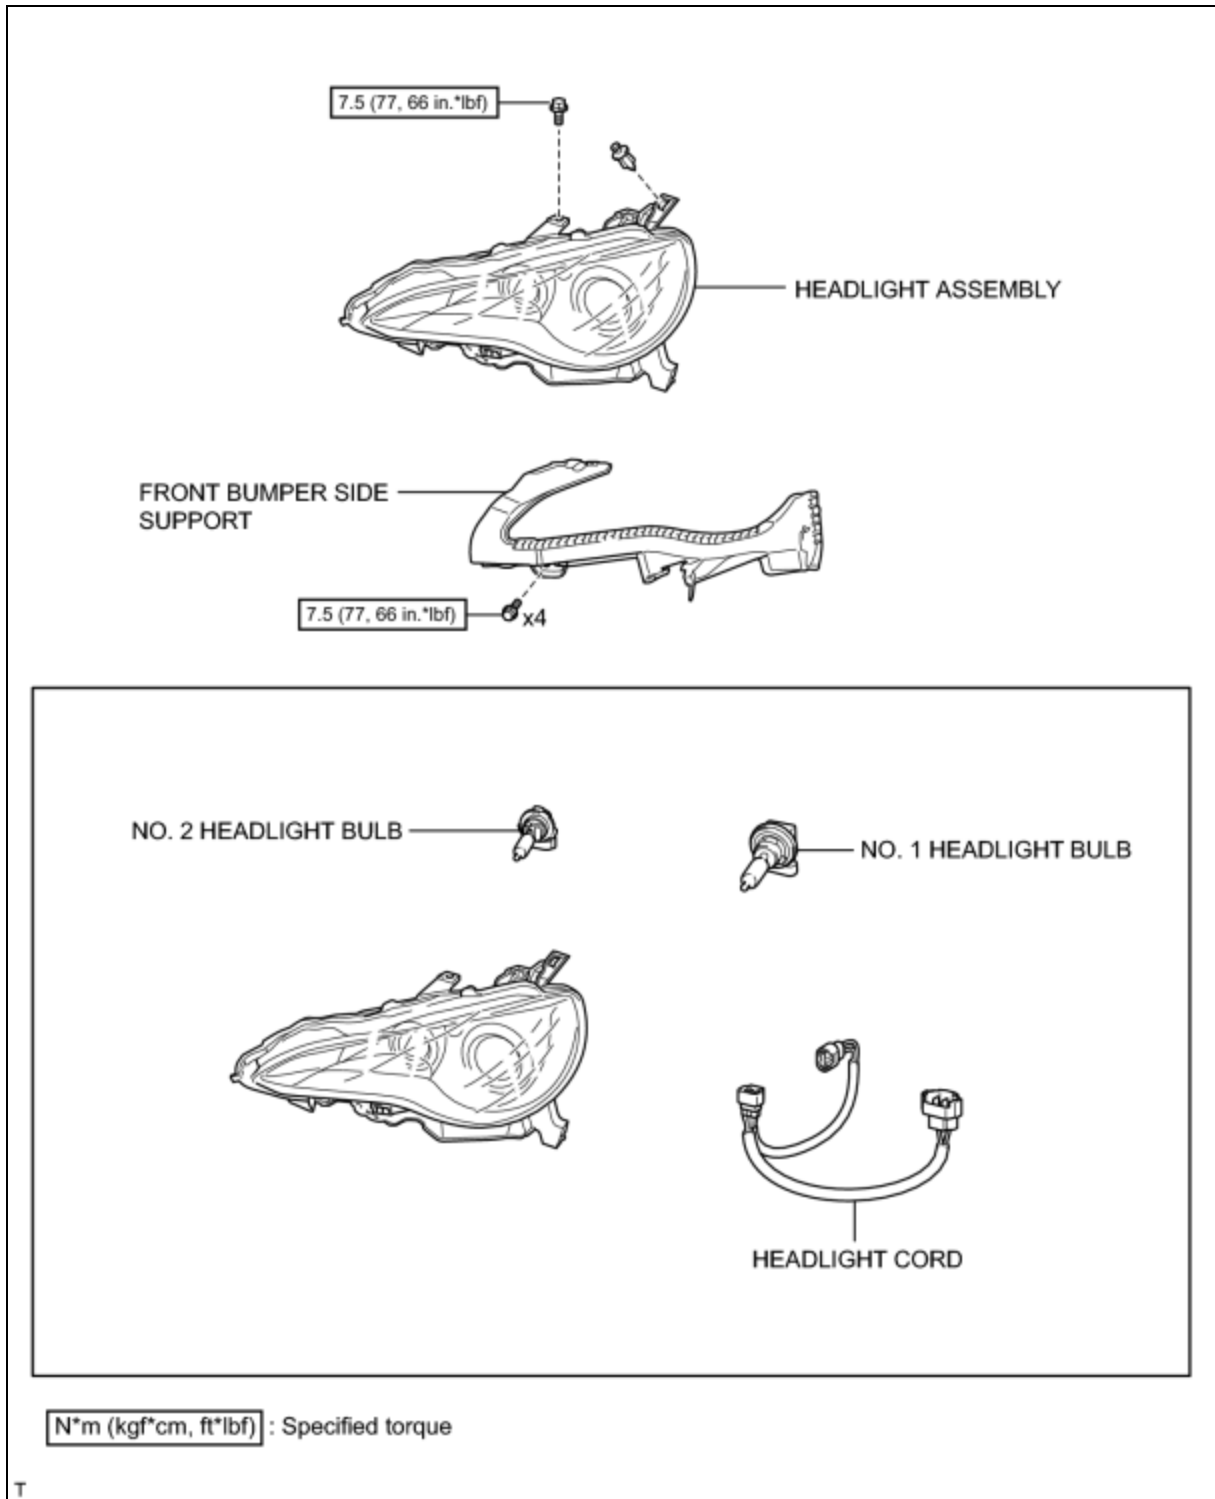 7.5 (77, 66 in.*lbf)
HEADLIGHT ASSEMBLY
FRONT BUMPER SIDE
SUPPORT
7.5 (77, 66 in.*lbf)
x4
NO. 2 HEADLIGHT BULB
NO. 1 HEADLIGHT BULB
HEADLIGHT CORD
N*m (kgf*cm, ft*lbf) : Specified torque
T